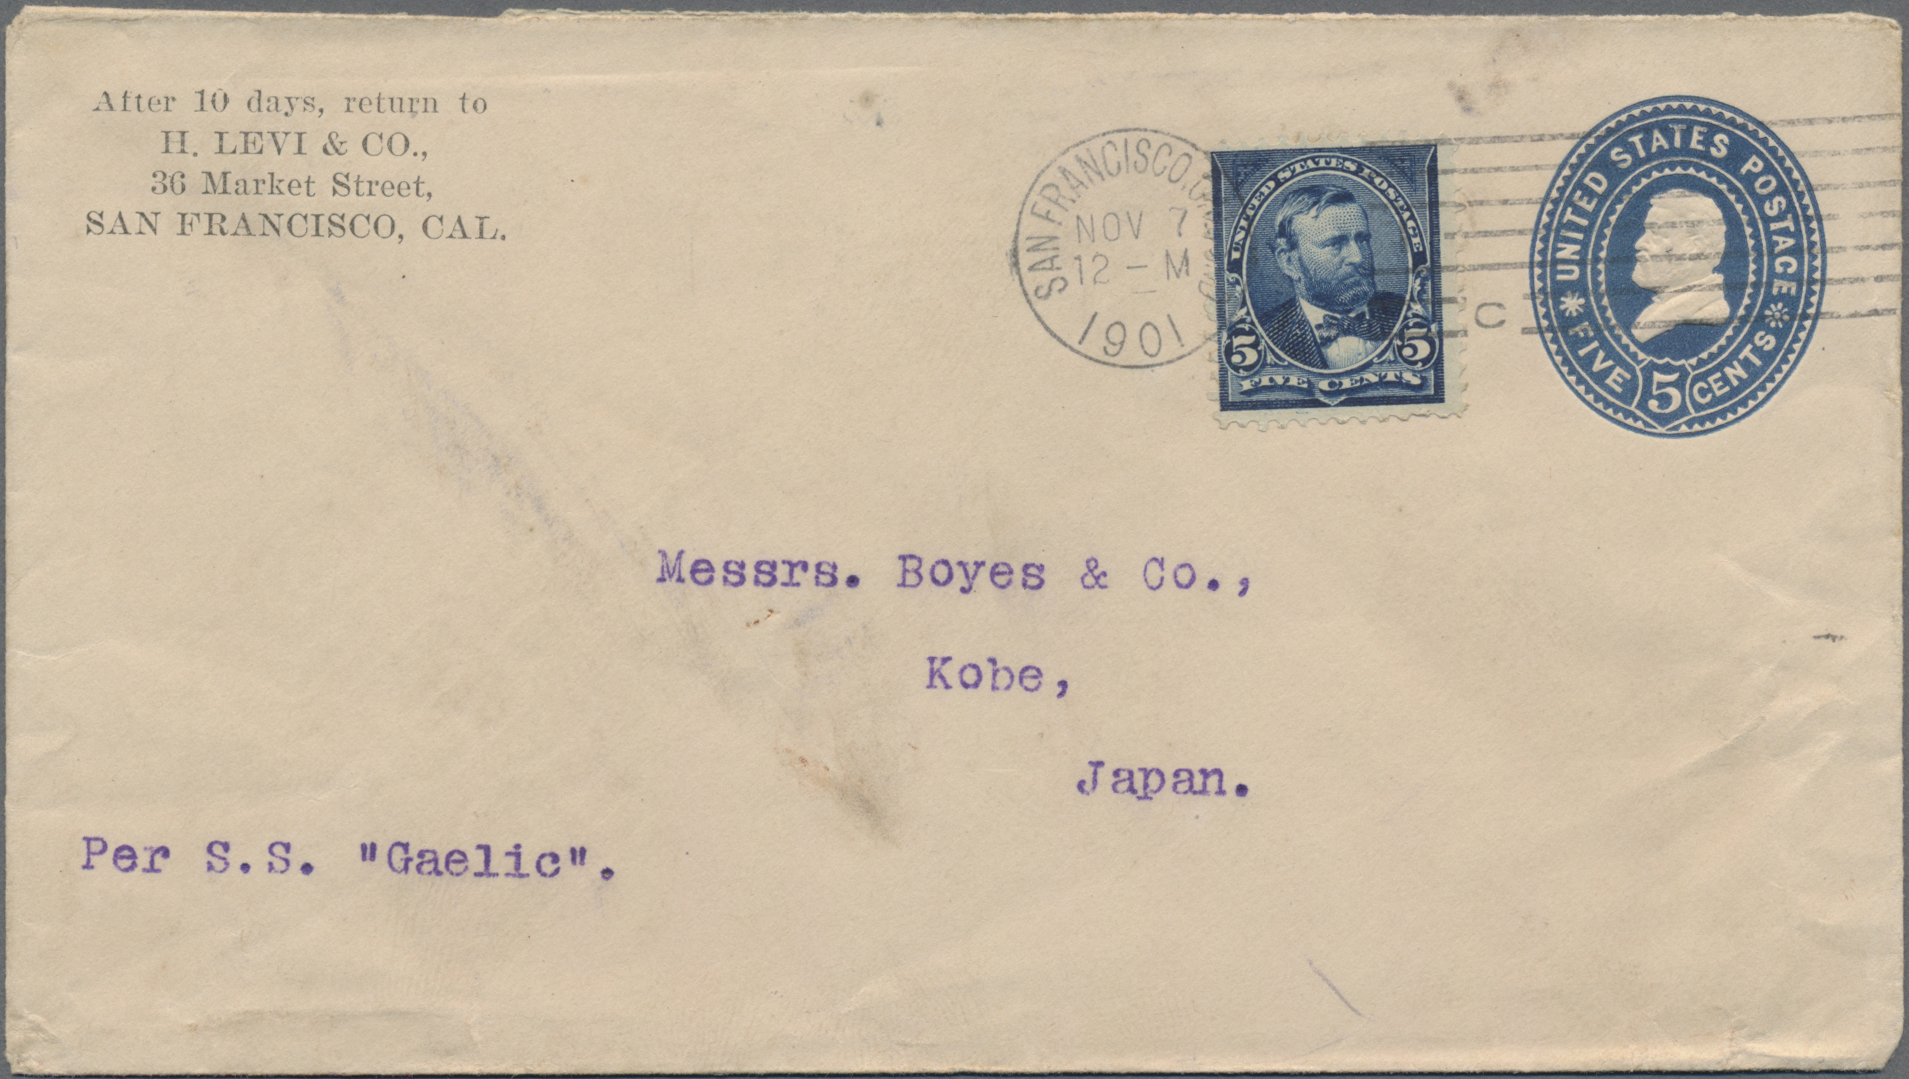 After 10 days, return to
H. LEVI & CO.,
36 Market Street,
SAN FRANCISCO, CAL.
SAN FRANCISCO, CAL
NOV 7
12 - M
1901
UNITED STATES POSTAGE
5 5
FIVE CENTS
C
UNITED STATES POSTAGE
FIVE 5 CENTS
Messrs. Boyes & Co.,
Kobe,
Japan.
Per S.S. "Gaelic".